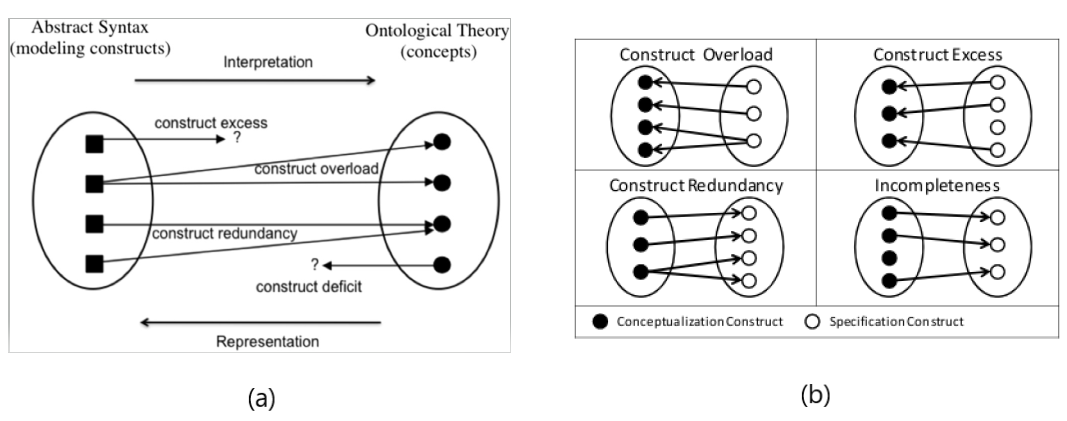 Abstract Syntax
(modeling constructs)
Ontological Theory
(concepts)
Interpretation
construct excess
?
construct overload
construct redundancy
?
construct deficit
Representation
(a)
Construct Overload
Construct Excess
Construct Redundancy
Incompleteness
Conceptualization Construct
Specification Construct
(b)